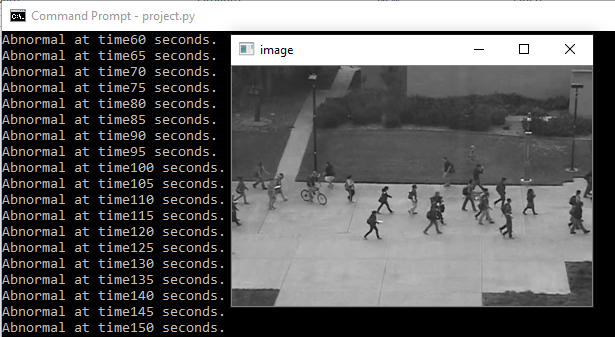 Command Prompt - project.py
Abnormal at time60 seconds.
Abnormal at time65 seconds.
Abnormal at time70 seconds.
Abnormal at time75 seconds.
Abnormal at time80 seconds.
Abnormal at time85 seconds.
Abnormal at time90 seconds.
Abnormal at time95 seconds.
Abnormal at time100 seconds.
Abnormal at time105 seconds.
Abnormal at time110 seconds.
Abnormal at time115 seconds.
Abnormal at time120 seconds.
Abnormal at time125 seconds.
Abnormal at time130 seconds.
Abnormal at time135 seconds.
Abnormal at time140 seconds.
Abnormal at time145 seconds.
Abnormal at time150 seconds.
image